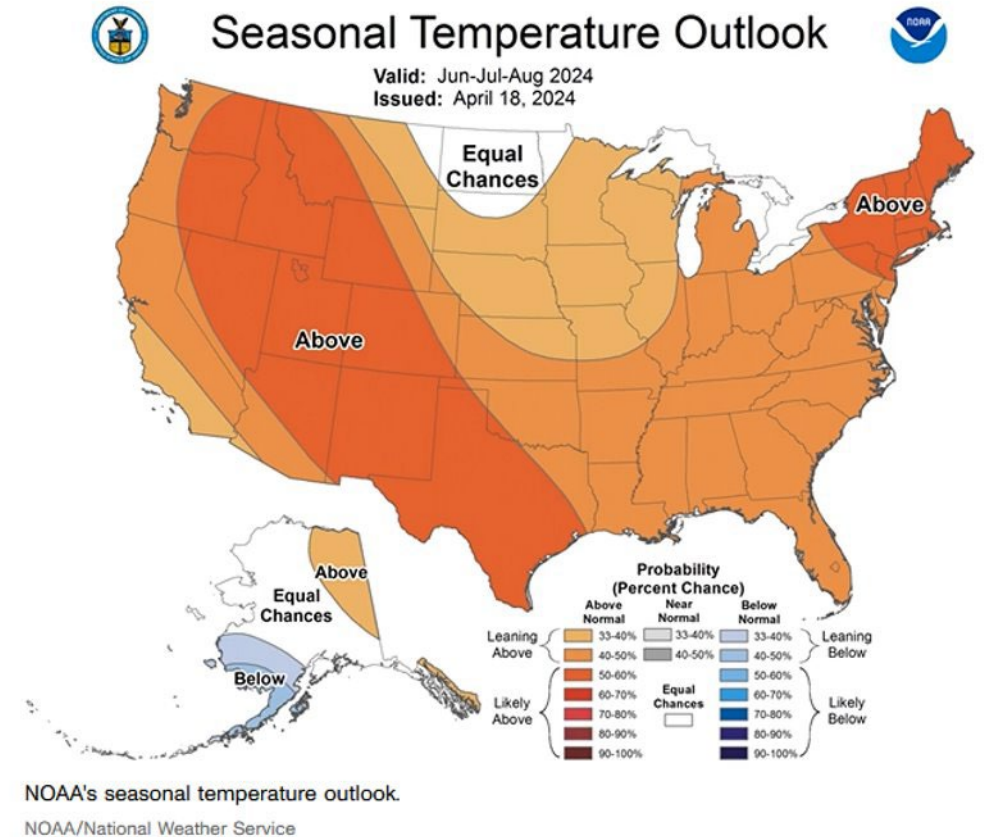 Seasonal Temperature Outlook
NOAA
Valid: Jun-Jul-Aug 2024
Issued: April 18, 2024
Equal
Chances
Above
Above
Above
Equal
Chances
Below
Probability
(Percent Chance)
Above
Normal
Near
Normal
Below
Normal
Leaning
Above
33-40%
33-40%
33-40%
Leaning
Below
40-50%
40-50%
40-50%
50-60%
50-60%
Likely
Above
60-70%
Equal
Chances
60-70%
Likely
Below
70-80%
70-80%
80-90%
80-90%
90-100%
90-100%
NOAA's seasonal temperature outlook.
NOAA/National Weather Service